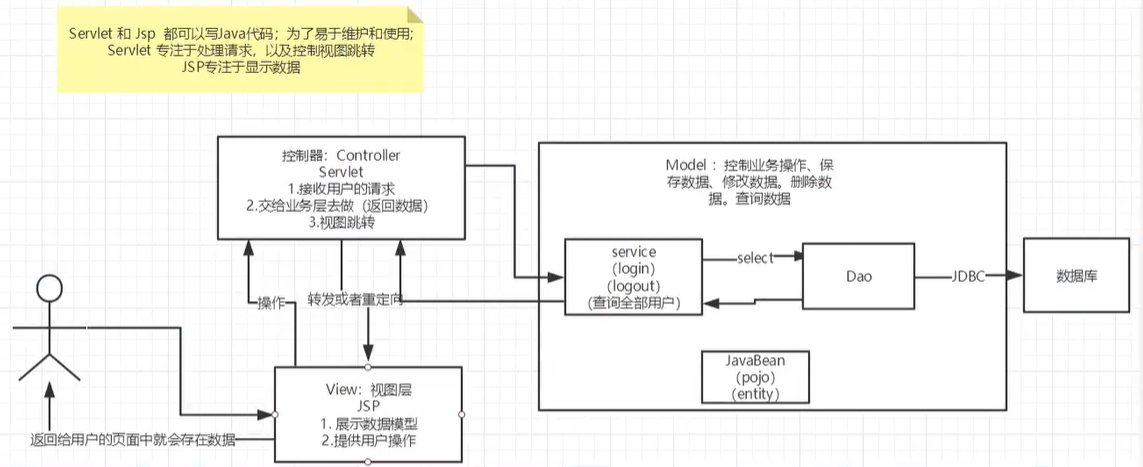 Servlet 和 Jsp 都可以写Java代码；为了易于维护和使用;
Servlet 专注于处理请求，以及控制视图跳转
JSP专注于显示数据
控制器：Controller
Servlet
1.接收用户的请求
2.交给业务层去做（返回数据）
3.视图跳转
Model ：控制业务操作、保
存数据、修改数据。删除数
据。查询数据
service
（login）
（logout）
（查询全部用户）
select
Dao
JDBC
数据库
操作
转发或者重定向
JavaBean
（pojo）
（entity）
View：视图层
JSP
1. 展示数据模型
2.提供用户操作
返回给用户的页面中就会存在数据